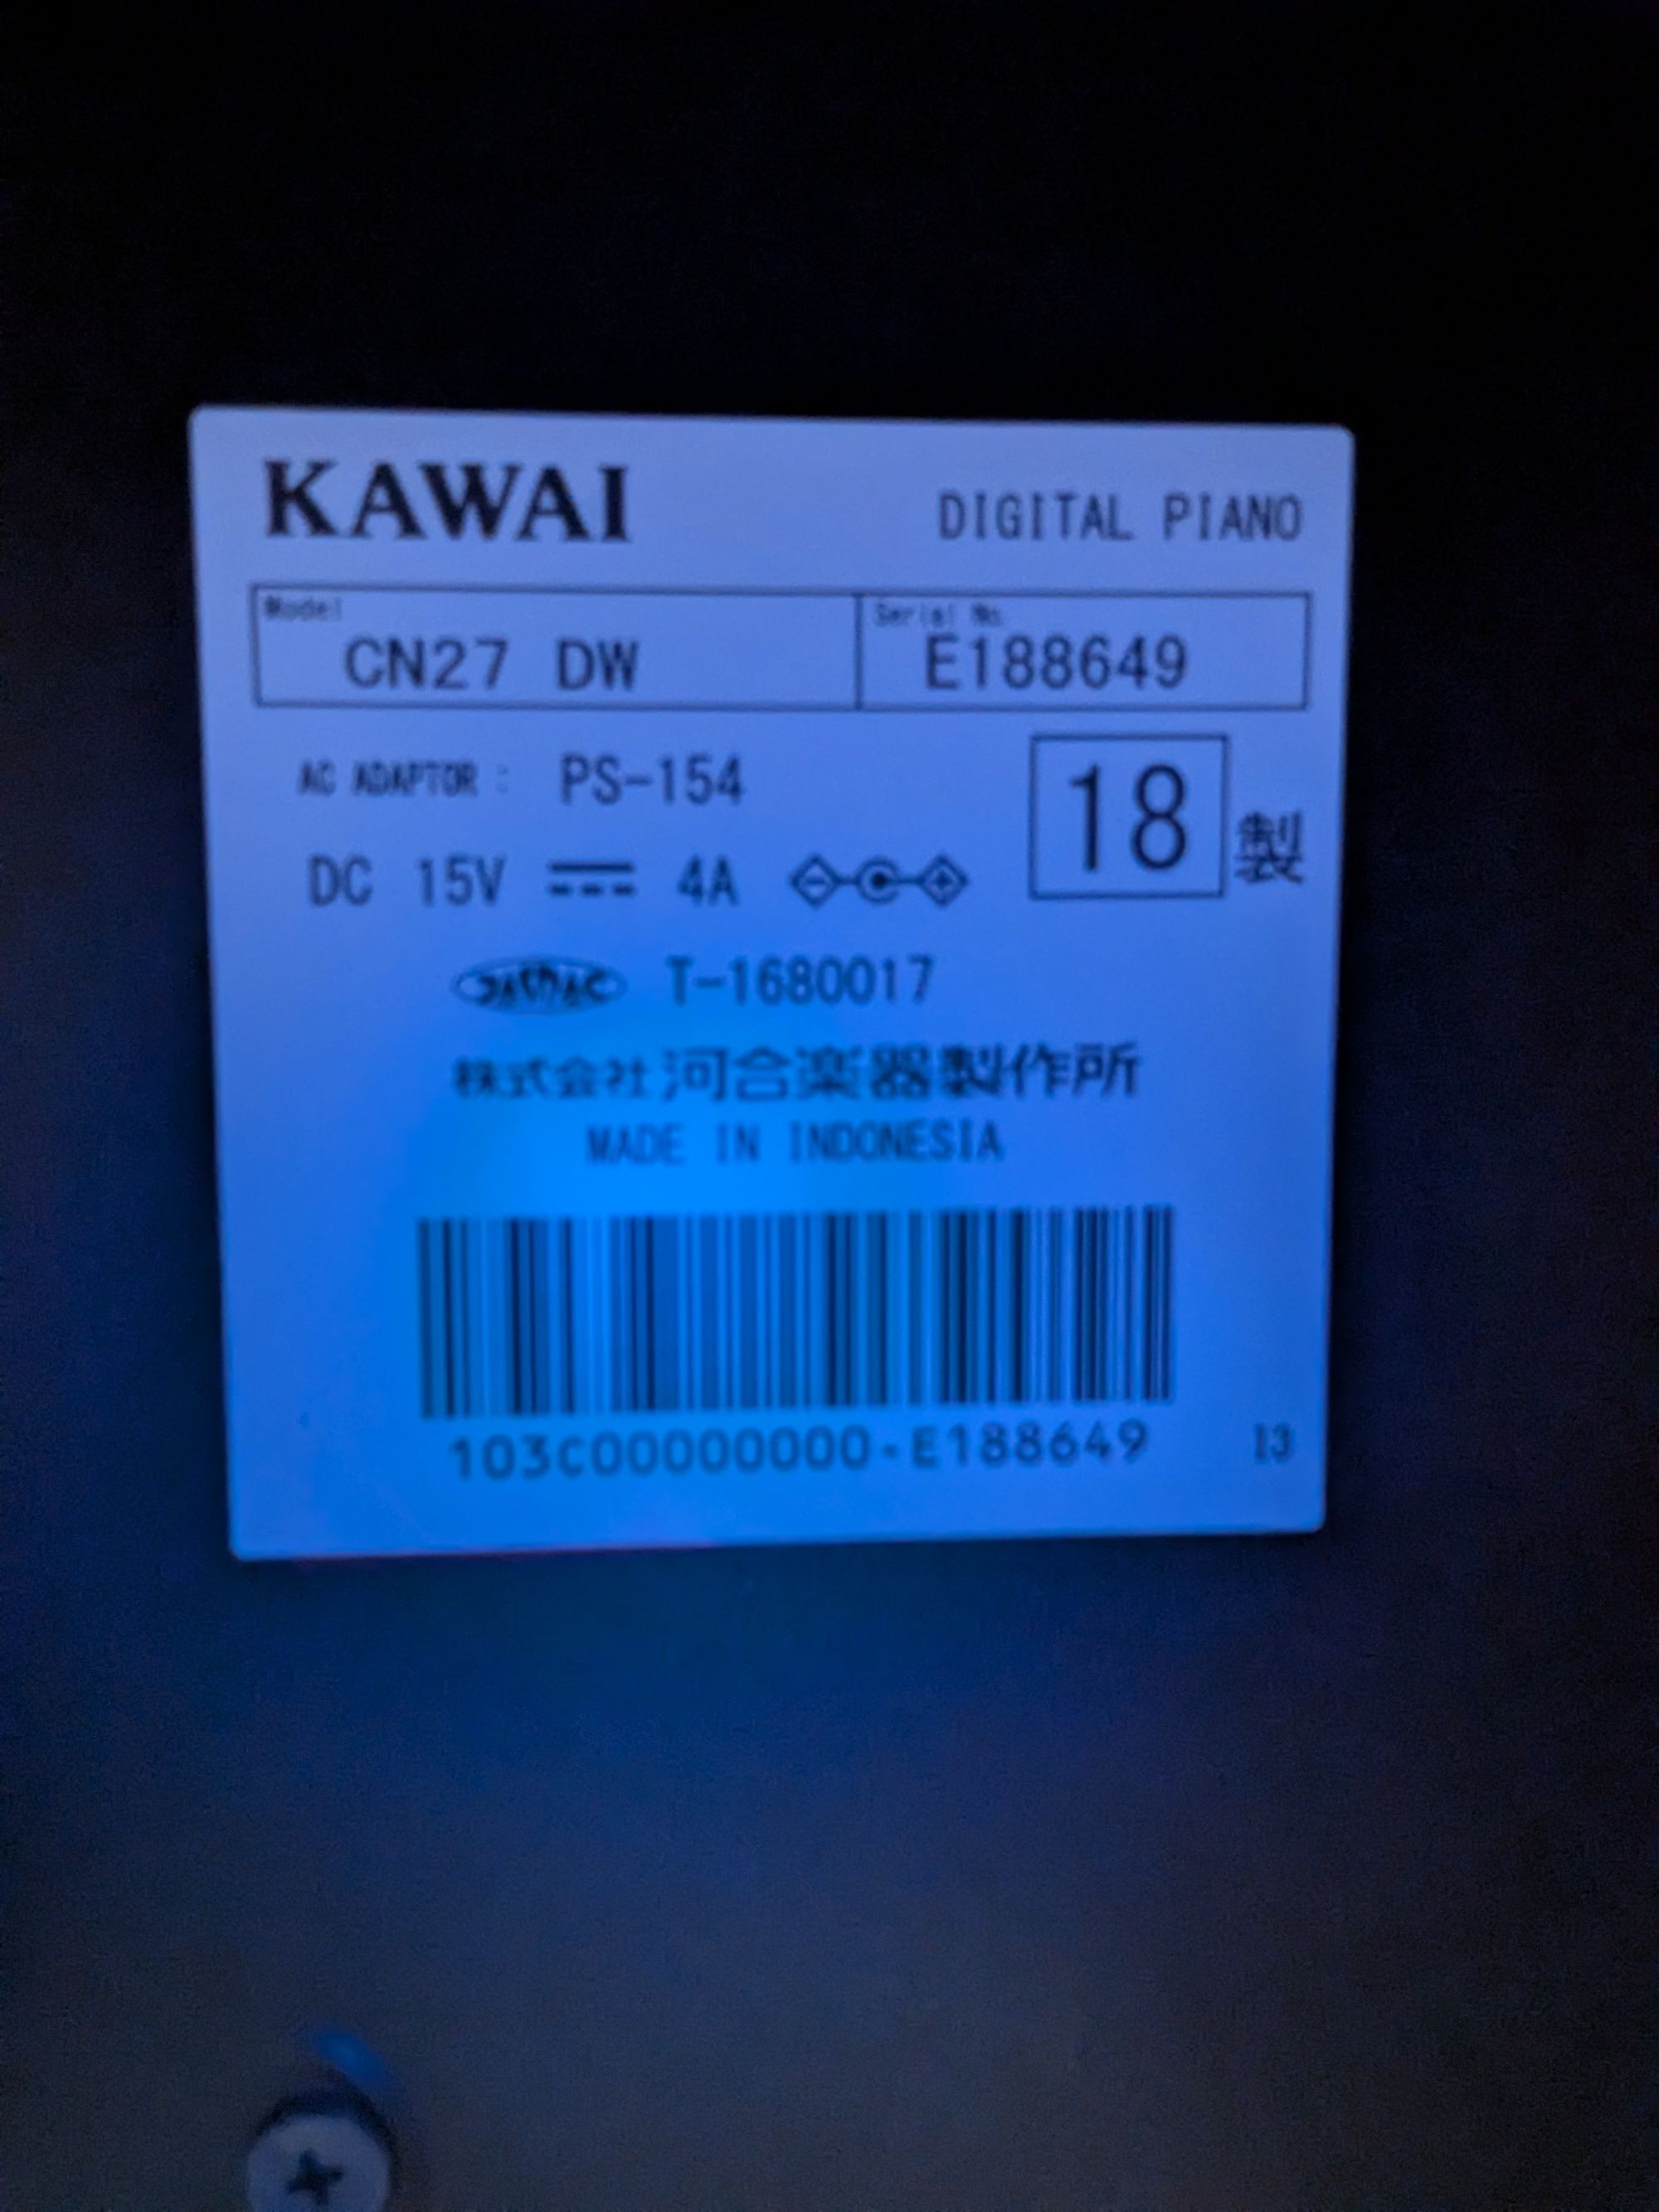 KAWAI DIGITAL PIANO
Model Serial No.
CN27 DW E188649
AC ADAPTOR : PS-154
18 製
DC 15V 4A
T-1680017
株式会社 河合楽器製作所
MADE IN INDONESIA
103C00000000-E188649 I3